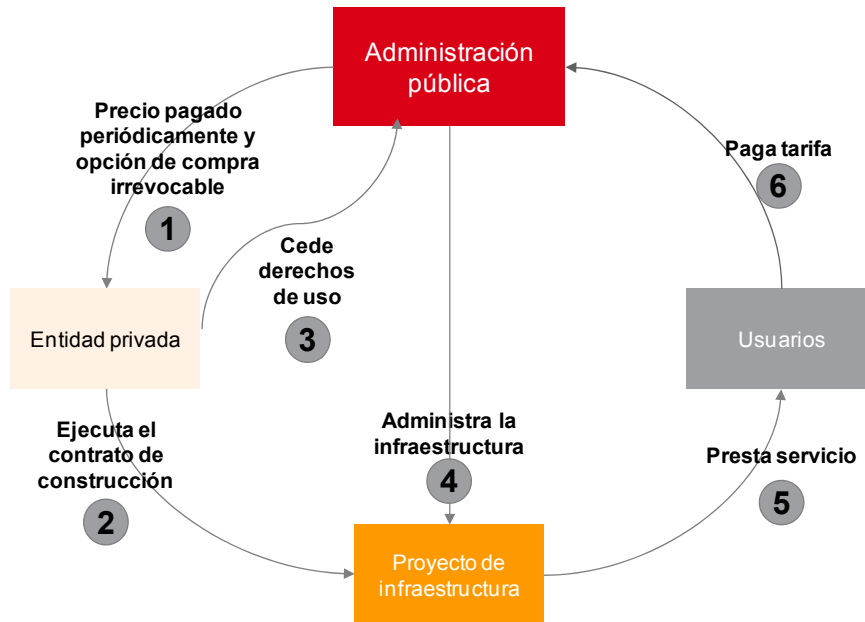 Administración
pública
Precio pagado
periódicamente y
opción de compra
irrevocable
1
Paga tarifa
6
Cede
derechos
de uso
3
Entidad privada
Usuarios
Ejecuta el
contrato de
construcción
2
Administra la
infraestructura
4
Presta servicio
5
Proyecto de
infraestructura